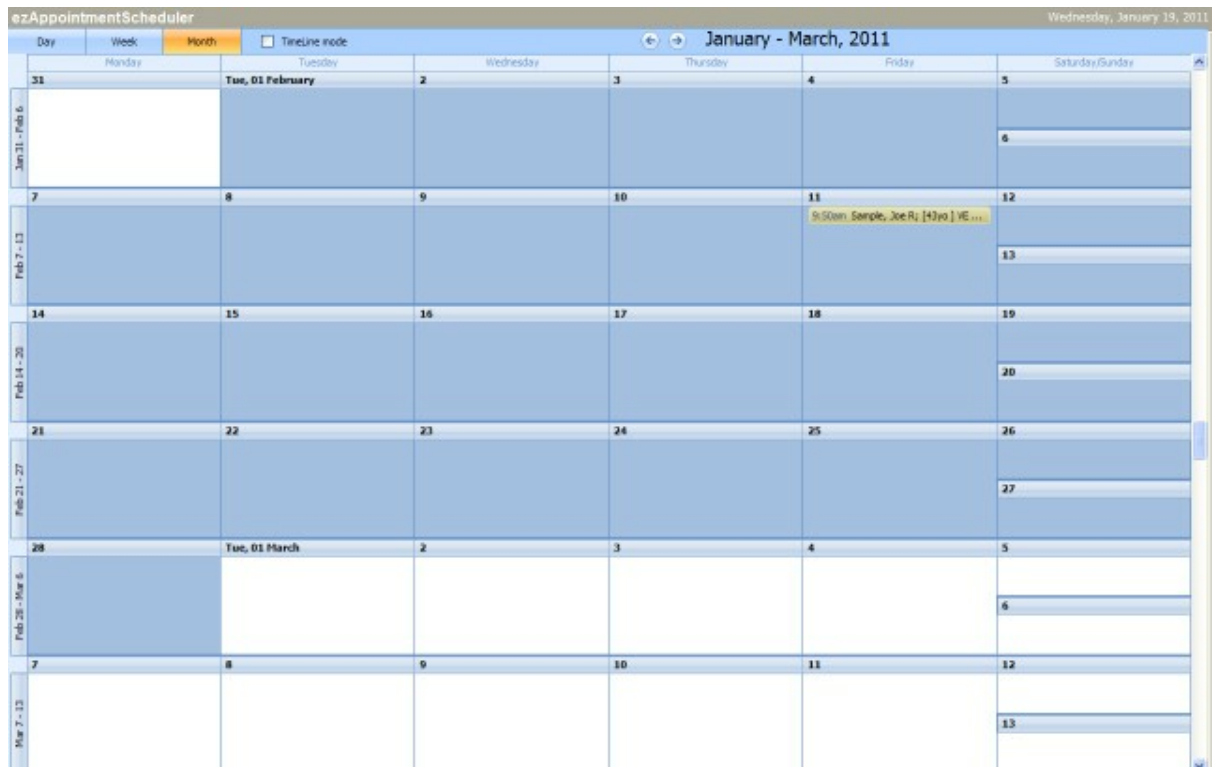 ezAppointmentScheduler Wednesday, January 19, 2011
Day Week Month TimeLine mode January - March, 2011
Monday Tuesday Wednesday Thursday Friday Saturday/Sunday
Jan 31 - Feb 6
31 Tue, 01 February 2 3 4 5
6
Feb 7 - 13
7 8 9 10 11 12
9:50am Sample, Joe R; [43yo ] VE ...
13
Feb 14 - 20
14 15 16 17 18 19
20
Feb 21 - 27
21 22 23 24 25 26
27
Feb 28 - Mar 6
28 Tue, 01 March 2 3 4 5
6
Mar 7 - 13
7 8 9 10 11 12
13